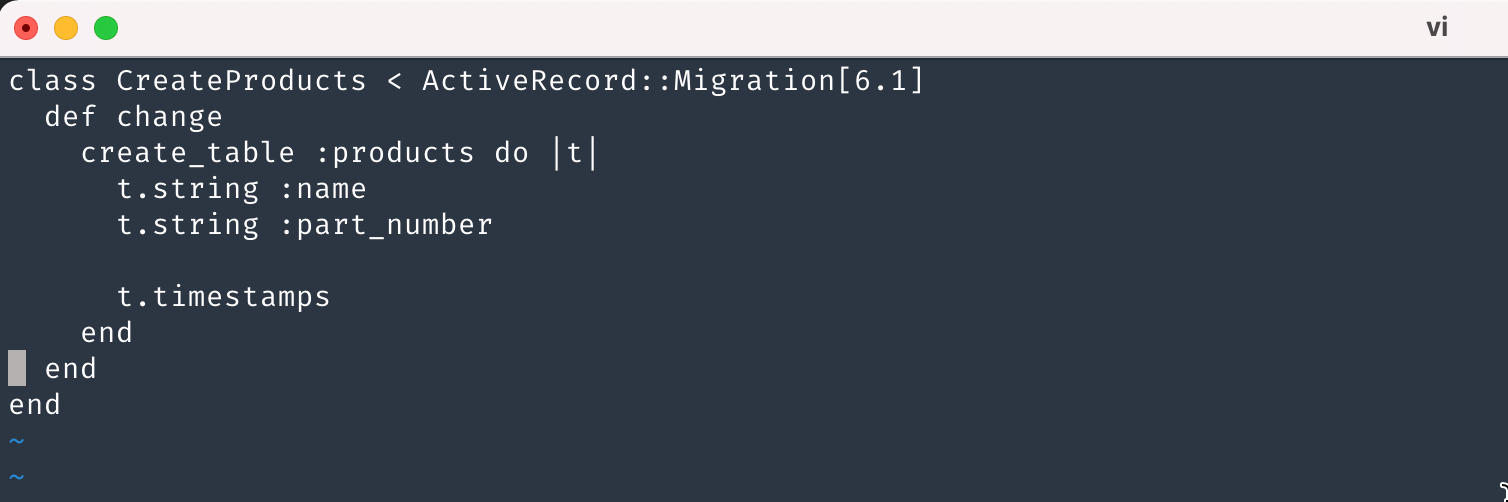 vi
class CreateProducts < ActiveRecord::Migration[6.1]
  def change
    create_table :products do |t|
      t.string :name
      t.string :part_number

      t.timestamps
    end
  end
end
~
~